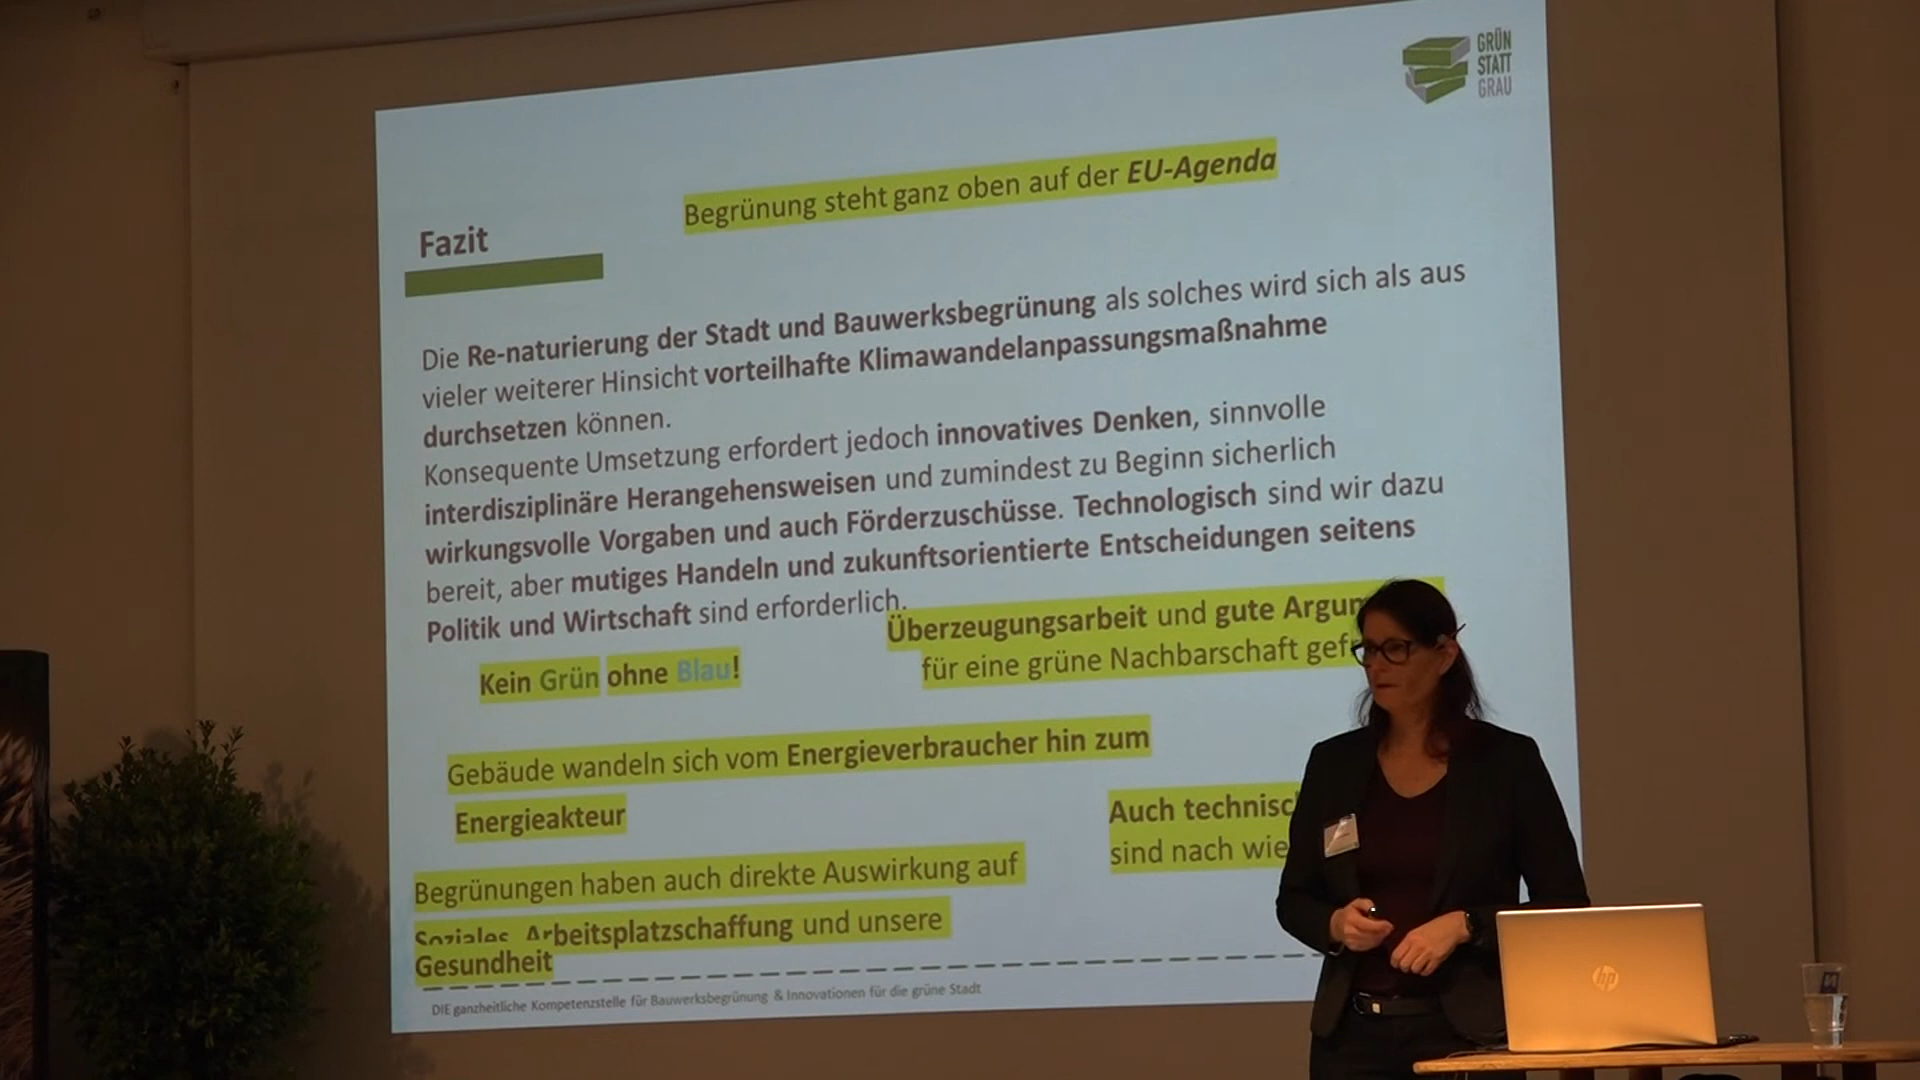 GRÜN
STATT
GRAU
Begrünung steht ganz oben auf der EU-Agenda
Fazit
Die Re-naturierung der Stadt und Bauwerksbegrünung als solches wird sich als aus
vieler weiterer Hinsicht vorteilhafte Klimawandelanpassungsmaßnahme
durchsetzen können.
Konsequente Umsetzung erfordert jedoch innovatives Denken, sinnvolle
interdisziplinäre Herangehensweisen und zumindest zu Beginn sicherlich
wirkungsvolle Vorgaben und auch Förderzuschüsse. Technologisch sind wir dazu
bereit, aber mutiges Handeln und zukunftsorientierte Entscheidungen seitens
Politik und Wirtschaft sind erforderlich.
Überzeugungsarbeit und gute
für eine grüne Nachbarschaft
Kein Grün ohne Blau!
Gebäude wandeln sich vom Energieverbraucher hin zum
Energieakteur
Auch
sind nach wie
Begrünungen haben auch direkte Auswirkung auf
Soziales, Arbeitsplatzschaffung und unsere
Gesundheit
DIE ganzheitliche Kompetenzstelle für Bauwerksbegrünung & Innovationen für die grüne Stadt
hp